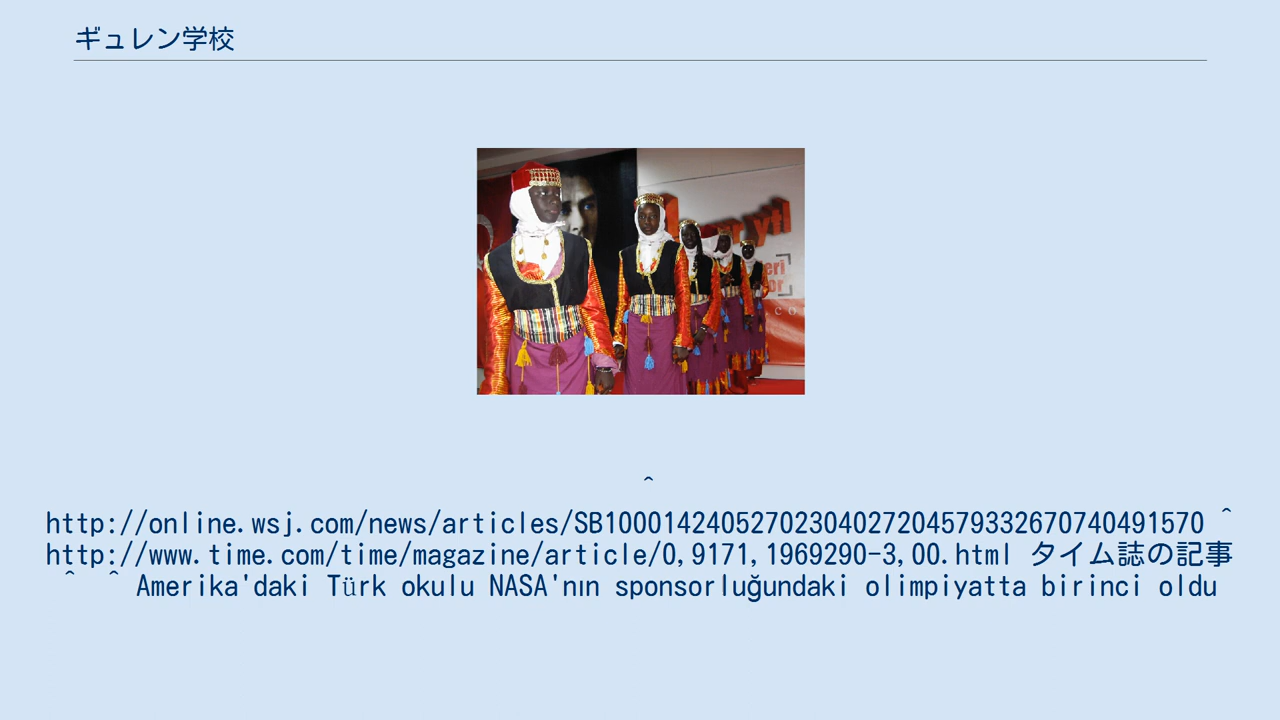 ギュレン学校
^
http://online.wsj.com/news/articles/SB10001424052702304027204579332670740491570 ^
http://www.time.com/time/magazine/article/0,9171,1969290-3,00.html タイム誌の記事
^ ^ Amerika'daki Türk okulu NASA'nın sponsorluğundaki olimpiyatta birinci oldu